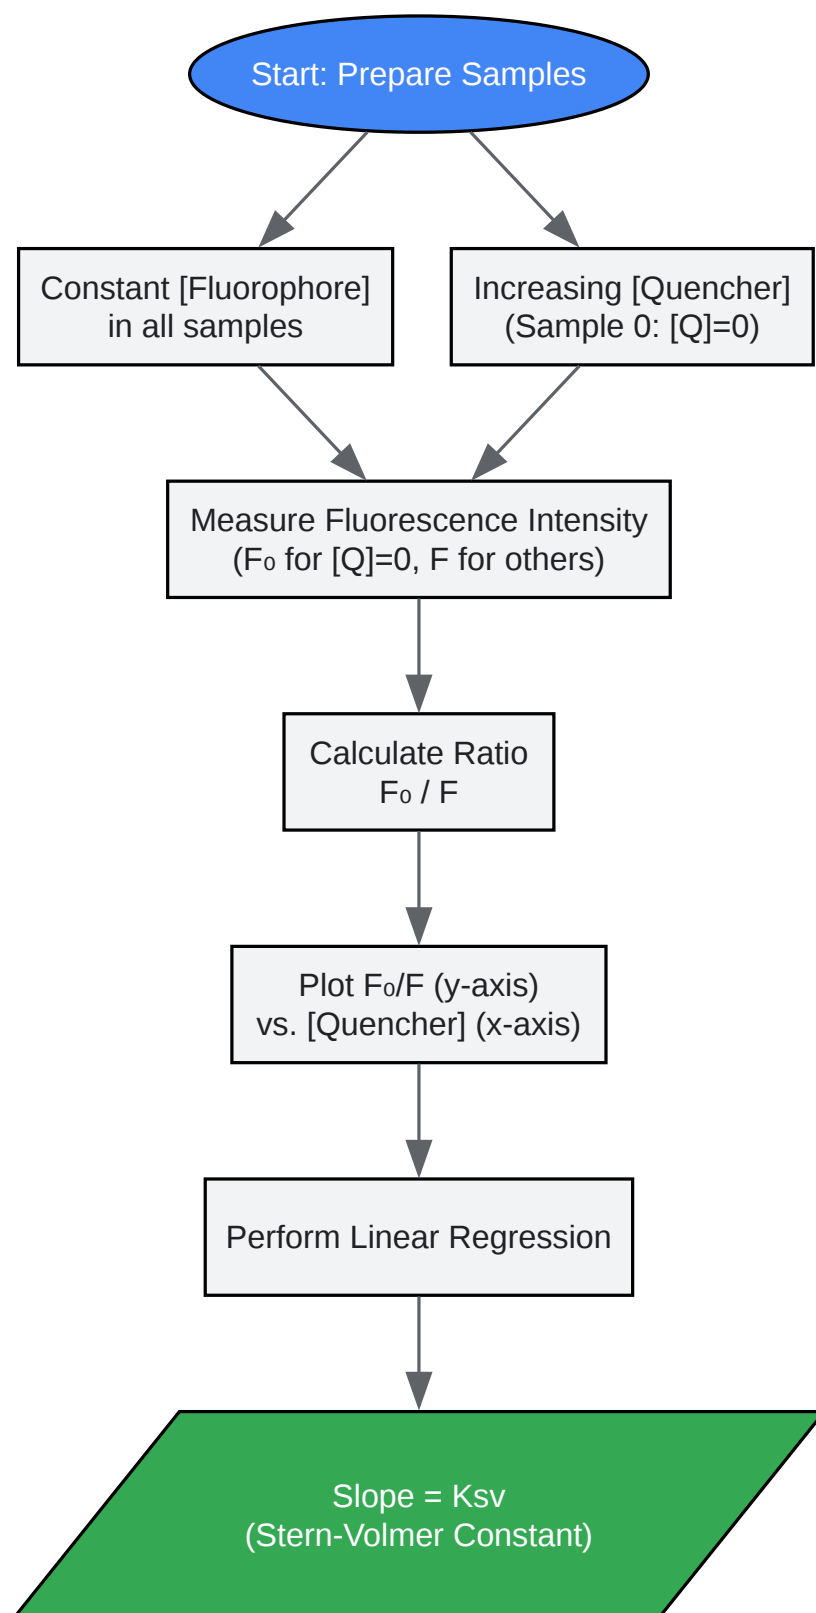 Start: Prepare Samples
Constant [Fluorophore]
in all samples
Increasing [Quencher]
(Sample 0: [Q]=0)
Measure Fluorescence Intensity
(F₀ for [Q]=0, F for others)
Calculate Ratio
F₀ / F
Plot F₀/F (y-axis)
vs. [Quencher] (x-axis)
Perform Linear Regression
Slope = Ksv
(Stern-Volmer Constant)